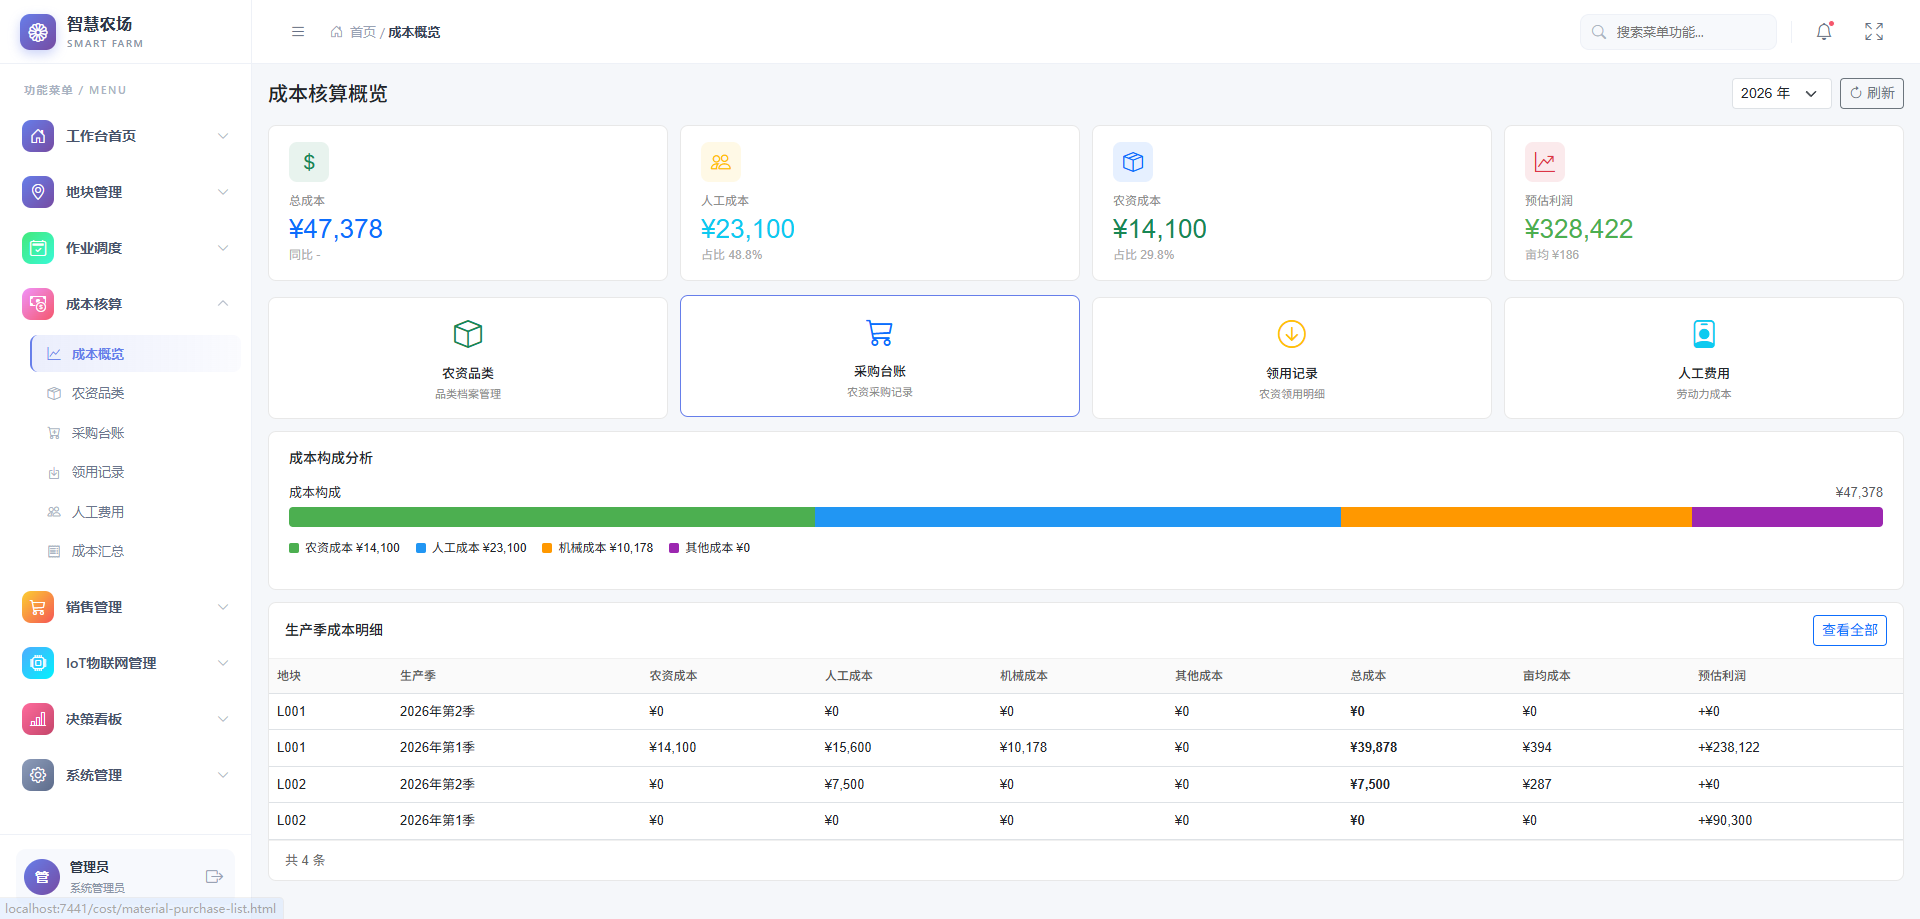 智慧农场
SMART FARM
首页 / 成本概览
搜索菜单功能...
功能菜单 / MENU
工作台首页
地块管理
作业调度
成本核算
成本概览
农资品类
采购台账
领用记录
人工费用
成本汇总
销售管理
IoT物联网管理
决策看板
系统管理
管
管理员
系统管理员
localhost:7441/cost/material-purchase-list.html
成本核算概览
2026 年
刷新
总成本
¥47,378
同比 -
人工成本
¥23,100
占比 48.8%
农资成本
¥14,100
占比 29.8%
预估利润
¥328,422
亩均 ¥186
农资品类
品类档案管理
采购台账
农资采购记录
领用记录
农资领用明细
人工费用
劳动力成本
成本构成分析
成本构成 ¥47,378
农资成本 ¥14,100 人工成本 ¥23,100 机械成本 ¥10,178 其他成本 ¥0
生产季成本明细
查看全部
地块 生产季 农资成本 人工成本 机械成本 其他成本 总成本 亩均成本 预估利润
L001 2026年第2季 ¥0 ¥0 ¥0 ¥0 ¥0 ¥0 +¥0
L001 2026年第1季 ¥14,100 ¥15,600 ¥10,178 ¥0 ¥39,878 ¥394 +¥238,122
L002 2026年第2季 ¥0 ¥7,500 ¥0 ¥0 ¥7,500 ¥287 +¥0
L002 2026年第1季 ¥0 ¥0 ¥0 ¥0 ¥0 ¥0 +¥90,300
共 4 条